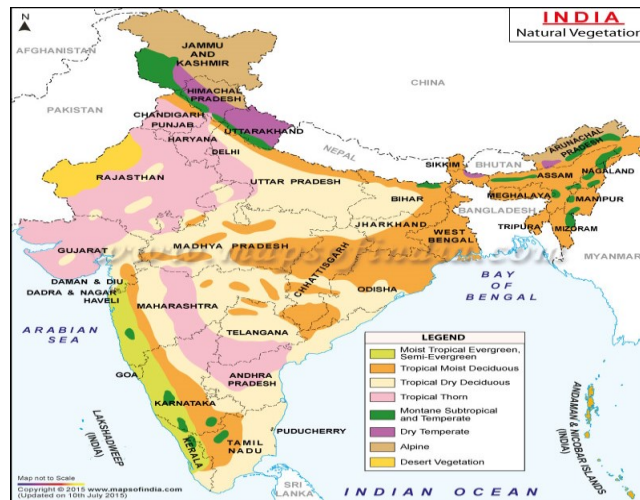 INDIA
Natural Vegetation
N
AFGHANISTAN
JAMMU
AND
KASHMIR
CHINA
PAKISTAN
HIMACHAL
PRADESH
CHANDIGARH
PUNJAB
UTTARAKHAND
HARYANA
DELHI
NEPAL
SIKKIM
BHUTAN
ARUNACHAL
PRADESH
ASSAM
NAGALAND
RAJASTHAN
UTTAR PRADESH
BIHAR
MEGHALAYA
MANIPUR
BANGLADESH
JHARKHAND
WEST
BENGAL
TRIPURA
MIZORAM
GUJARAT
MADHYA PRADESH
CHHATTISGARH
MYANMAR
www.mapsofindia.com
DAMAN & DIU
DADRA & NAGAR
HAVELI
MAHARASHTRA
ODISHA
BAY
OF
BENGAL
ARABIAN
SEA
TELANGANA
GOA
ANDHRA
PRADESH
KARNATAKA
LAKSHADWEEP
(INDIA)
KERALA
TAMIL
NADU
PUDUCHERRY
ANDAMAN & NICOBAR ISLANDS
(INDIA)
LEGEND
Moist Tropical Evergreen,
Semi-Evergreen
Tropical Moist Deciduous
Tropical Dry Deciduous
Tropical Thorn
Montane Subtropical
and Temperate
Dry Temperate
Alpine
Desert Vegetation
SRI
LANKA
INDIAN OCEAN
Map not to Scale
Copyright © 2015 www.mapsofindia.com
(Updated on 10th July 2015)